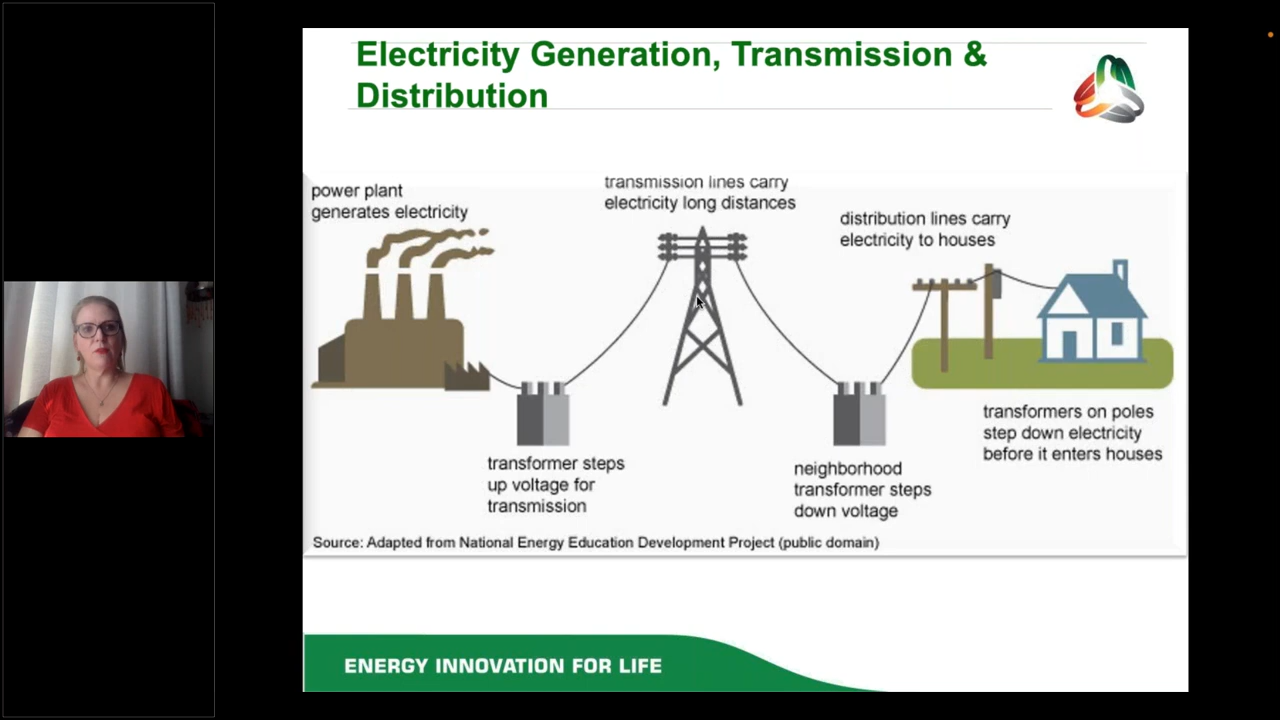 Electricity Generation, Transmission &
Distribution
power plant
generates electricity
transmission lines carry
electricity long distances
distribution lines carry
electricity to houses
transformers on poles
step down electricity
before it enters houses
transformer steps
up voltage for
transmission
neighborhood
transformer steps
down voltage
Source: Adapted from National Energy Education Development Project (public domain)
ENERGY INNOVATION FOR LIFE